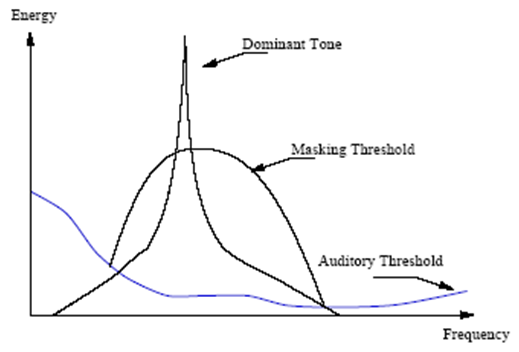 Energy
Dominant Tone
Masking Threshold
Auditory Threshold
Frequency